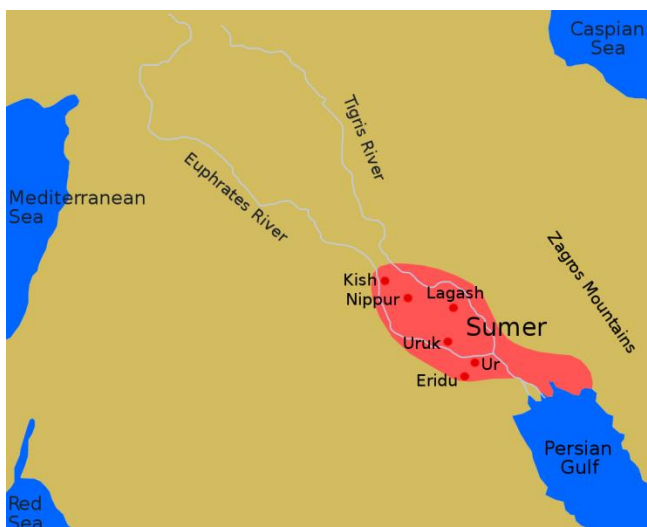 Caspian
Sea
Tigris River
Euphrates River
Mediterranean
Sea
Zagros Mountains
Kish
Nippur
Lagash
Sumer
Uruk
Ur
Eridu
Persian
Gulf
Red
Sea